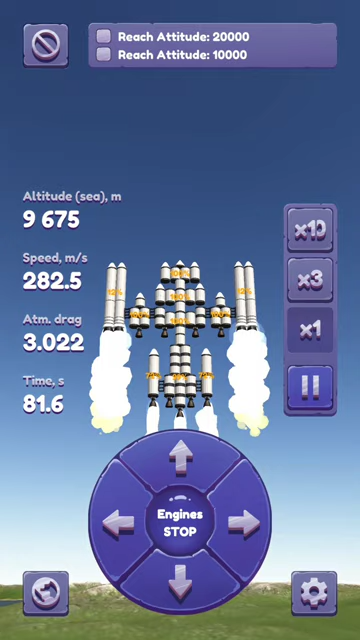 Reach Attitude: 20000
Reach Attitude: 10000
Altitude (sea), m
9 675
Speed, m/s
282.5
Atm. drag
3.022
Time, s
81.6
x10
x3
x1
Engines
STOP